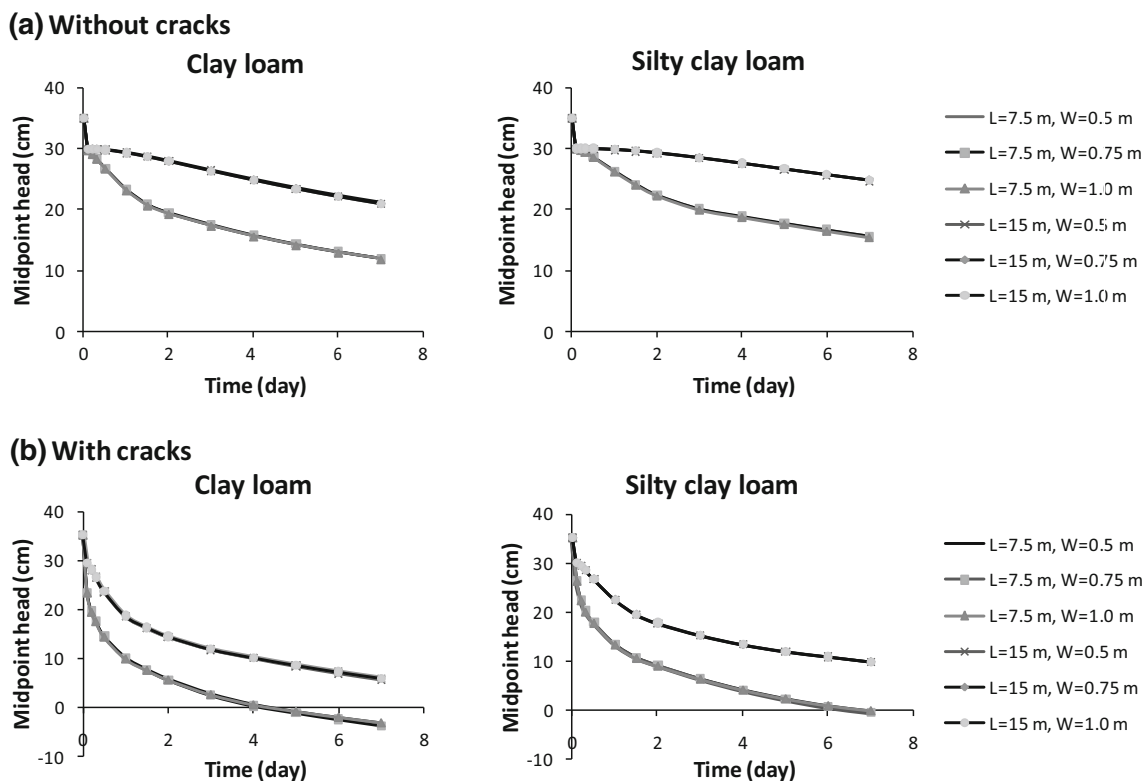 (a) Without cracks
Clay loam
Midpoint head (cm)
40
30
20
10
0
0 2 4 6 8
Time (day)
Silty clay loam
Midpoint head (cm)
40
30
20
10
0
0 2 4 6 8
Time (day)
L=7.5 m, W=0.5 m
L=7.5 m, W=0.75 m
L=7.5 m, W=1.0 m
L=15 m, W=0.5 m
L=15 m, W=0.75 m
L=15 m, W=1.0 m
(b) With cracks
Clay loam
Midpoint head (cm)
40
30
20
10
0
-10
0 2 4 6 8
Time (day)
Silty clay loam
Midpoint head (cm)
40
30
20
10
0
-10
0 2 4 6 8
Time (day)
L=7.5 m, W=0.5 m
L=7.5 m, W=0.75 m
L=7.5 m, W=1.0 m
L=15 m, W=0.5 m
L=15 m, W=0.75 m
L=15 m, W=1.0 m